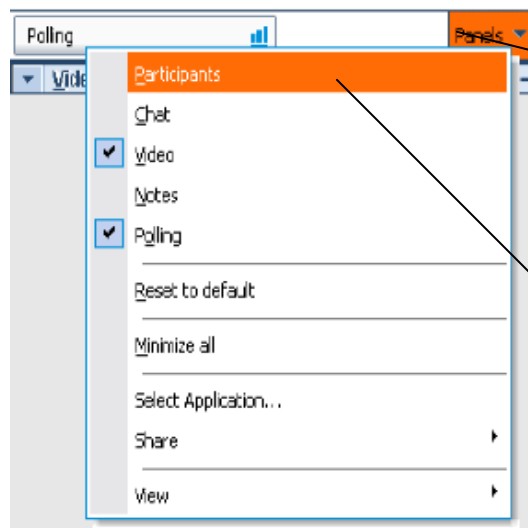 Polling
Panels
Vide
Participants
Chat
Video
Notes
Polling
Reset to default
Minimize all
Select Application...
Share
View